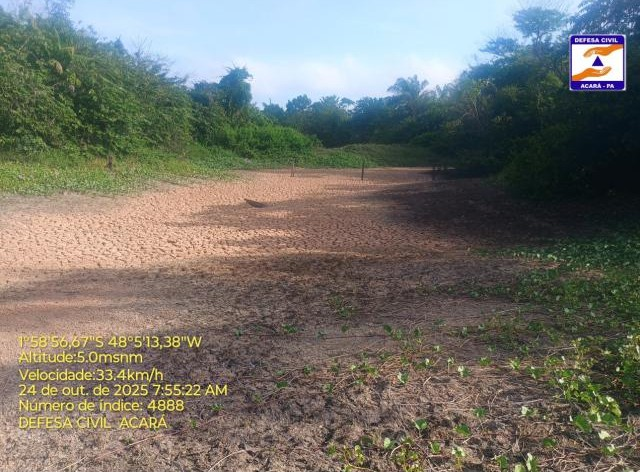 DEFESA CIVIL
ACARÁ - PA
1°58'56,67"S 48°5'13,38"W
Altitude:5.0msnm
Velocidade:33.4km/h
24 de out. de 2025 7:55:22 AM
Número de índice: 4888
DEFESA CIVIL ACARÁ